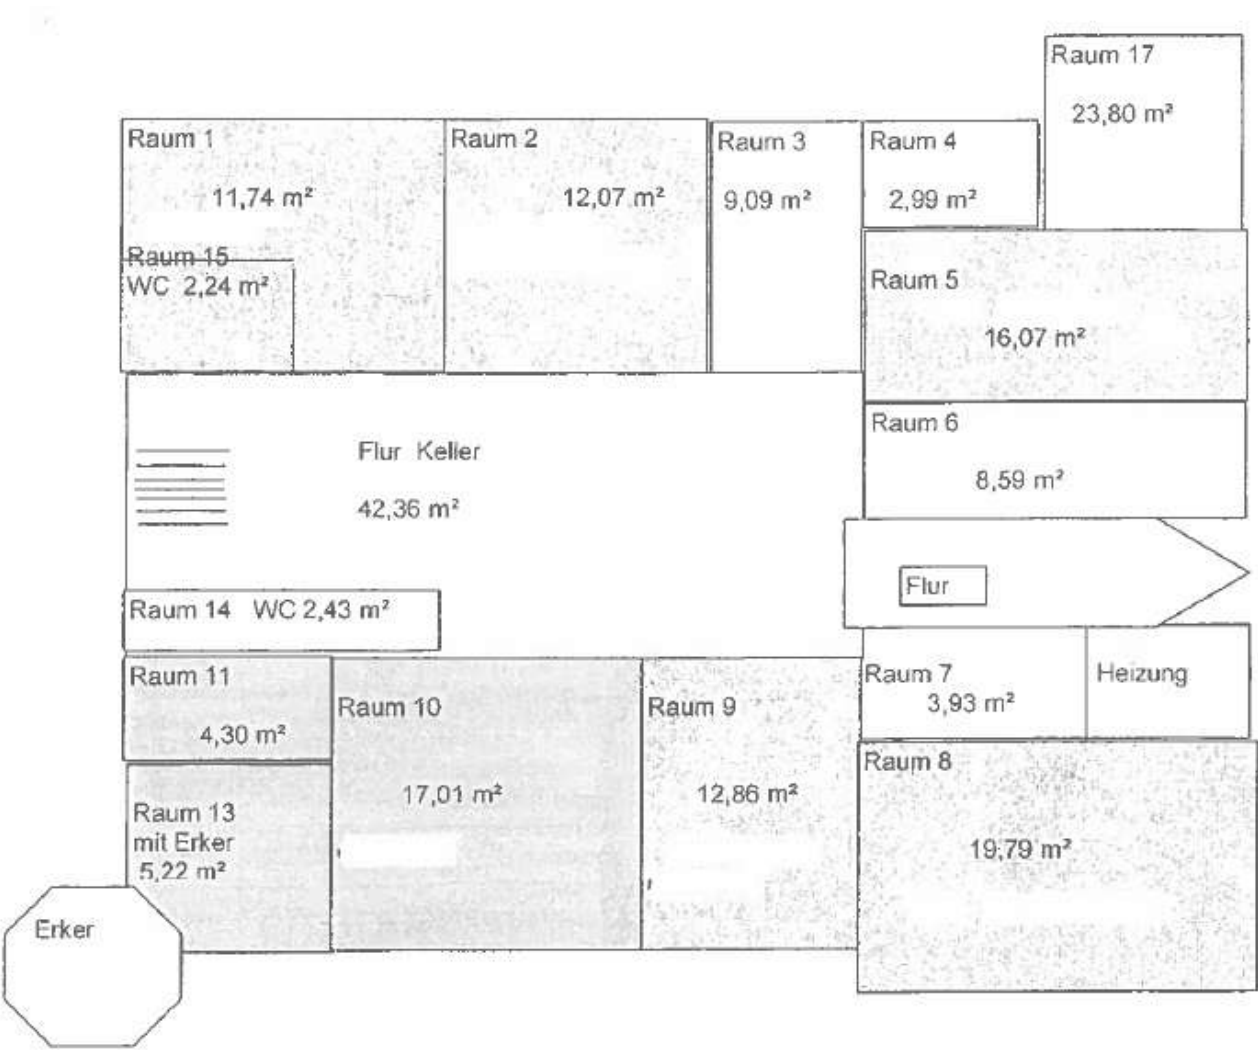 Raum 17
23,80 m²
Raum 1
11,74 m²
Raum 15
WC 2,24 m²
Raum 2
12,07 m²
Raum 3
9,09 m²
Raum 4
2,99 m²
Raum 5
16,07 m²
Raum 6
8,59 m²
Flur Keller
42,36 m²
Flur
Raum 14 WC 2,43 m²
Raum 11
4,30 m²
Raum 10
17,01 m²
Raum 9
12,86 m²
Raum 7
3,93 m²
Heizung
Raum 8
19,79 m²
Raum 13
mit Erker
5,22 m²
Erker